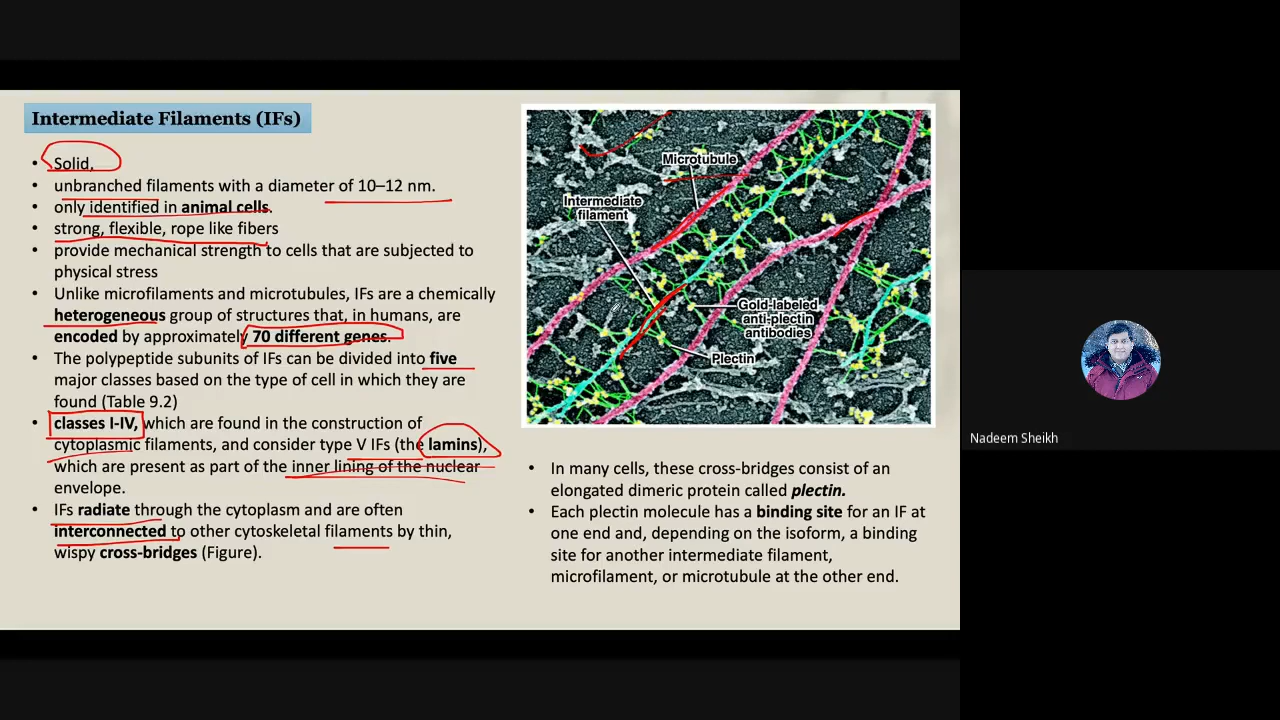 Intermediate Filaments (IFs)
• Solid,
• unbranched filaments with a diameter of 10–12 nm.
• only identified in animal cells.
• strong, flexible, rope like fibers
• provide mechanical strength to cells that are subjected to
physical stress
• Unlike microfilaments and microtubules, IFs are a chemically
heterogeneous group of structures that, in humans, are
encoded by approximately 70 different genes.
• The polypeptide subunits of IFs can be divided into five
major classes based on the type of cell in which they are
found (Table 9.2)
• classes I-IV, which are found in the construction of
cytoplasmic filaments, and consider type V IFs (the lamins),
which are present as part of the inner lining of the nuclear
envelope.
• IFs radiate through the cytoplasm and are often
interconnected to other cytoskeletal filaments by thin,
wispy cross-bridges (Figure).
Microtubule
Intermediate
filament
Gold-labeled
anti-plectin
antibodies
Plectin
• In many cells, these cross-bridges consist of an
elongated dimeric protein called plectin.
• Each plectin molecule has a binding site for an IF at
one end and, depending on the isoform, a binding
site for another intermediate filament,
microfilament, or microtubule at the other end.
Nadeem Sheikh